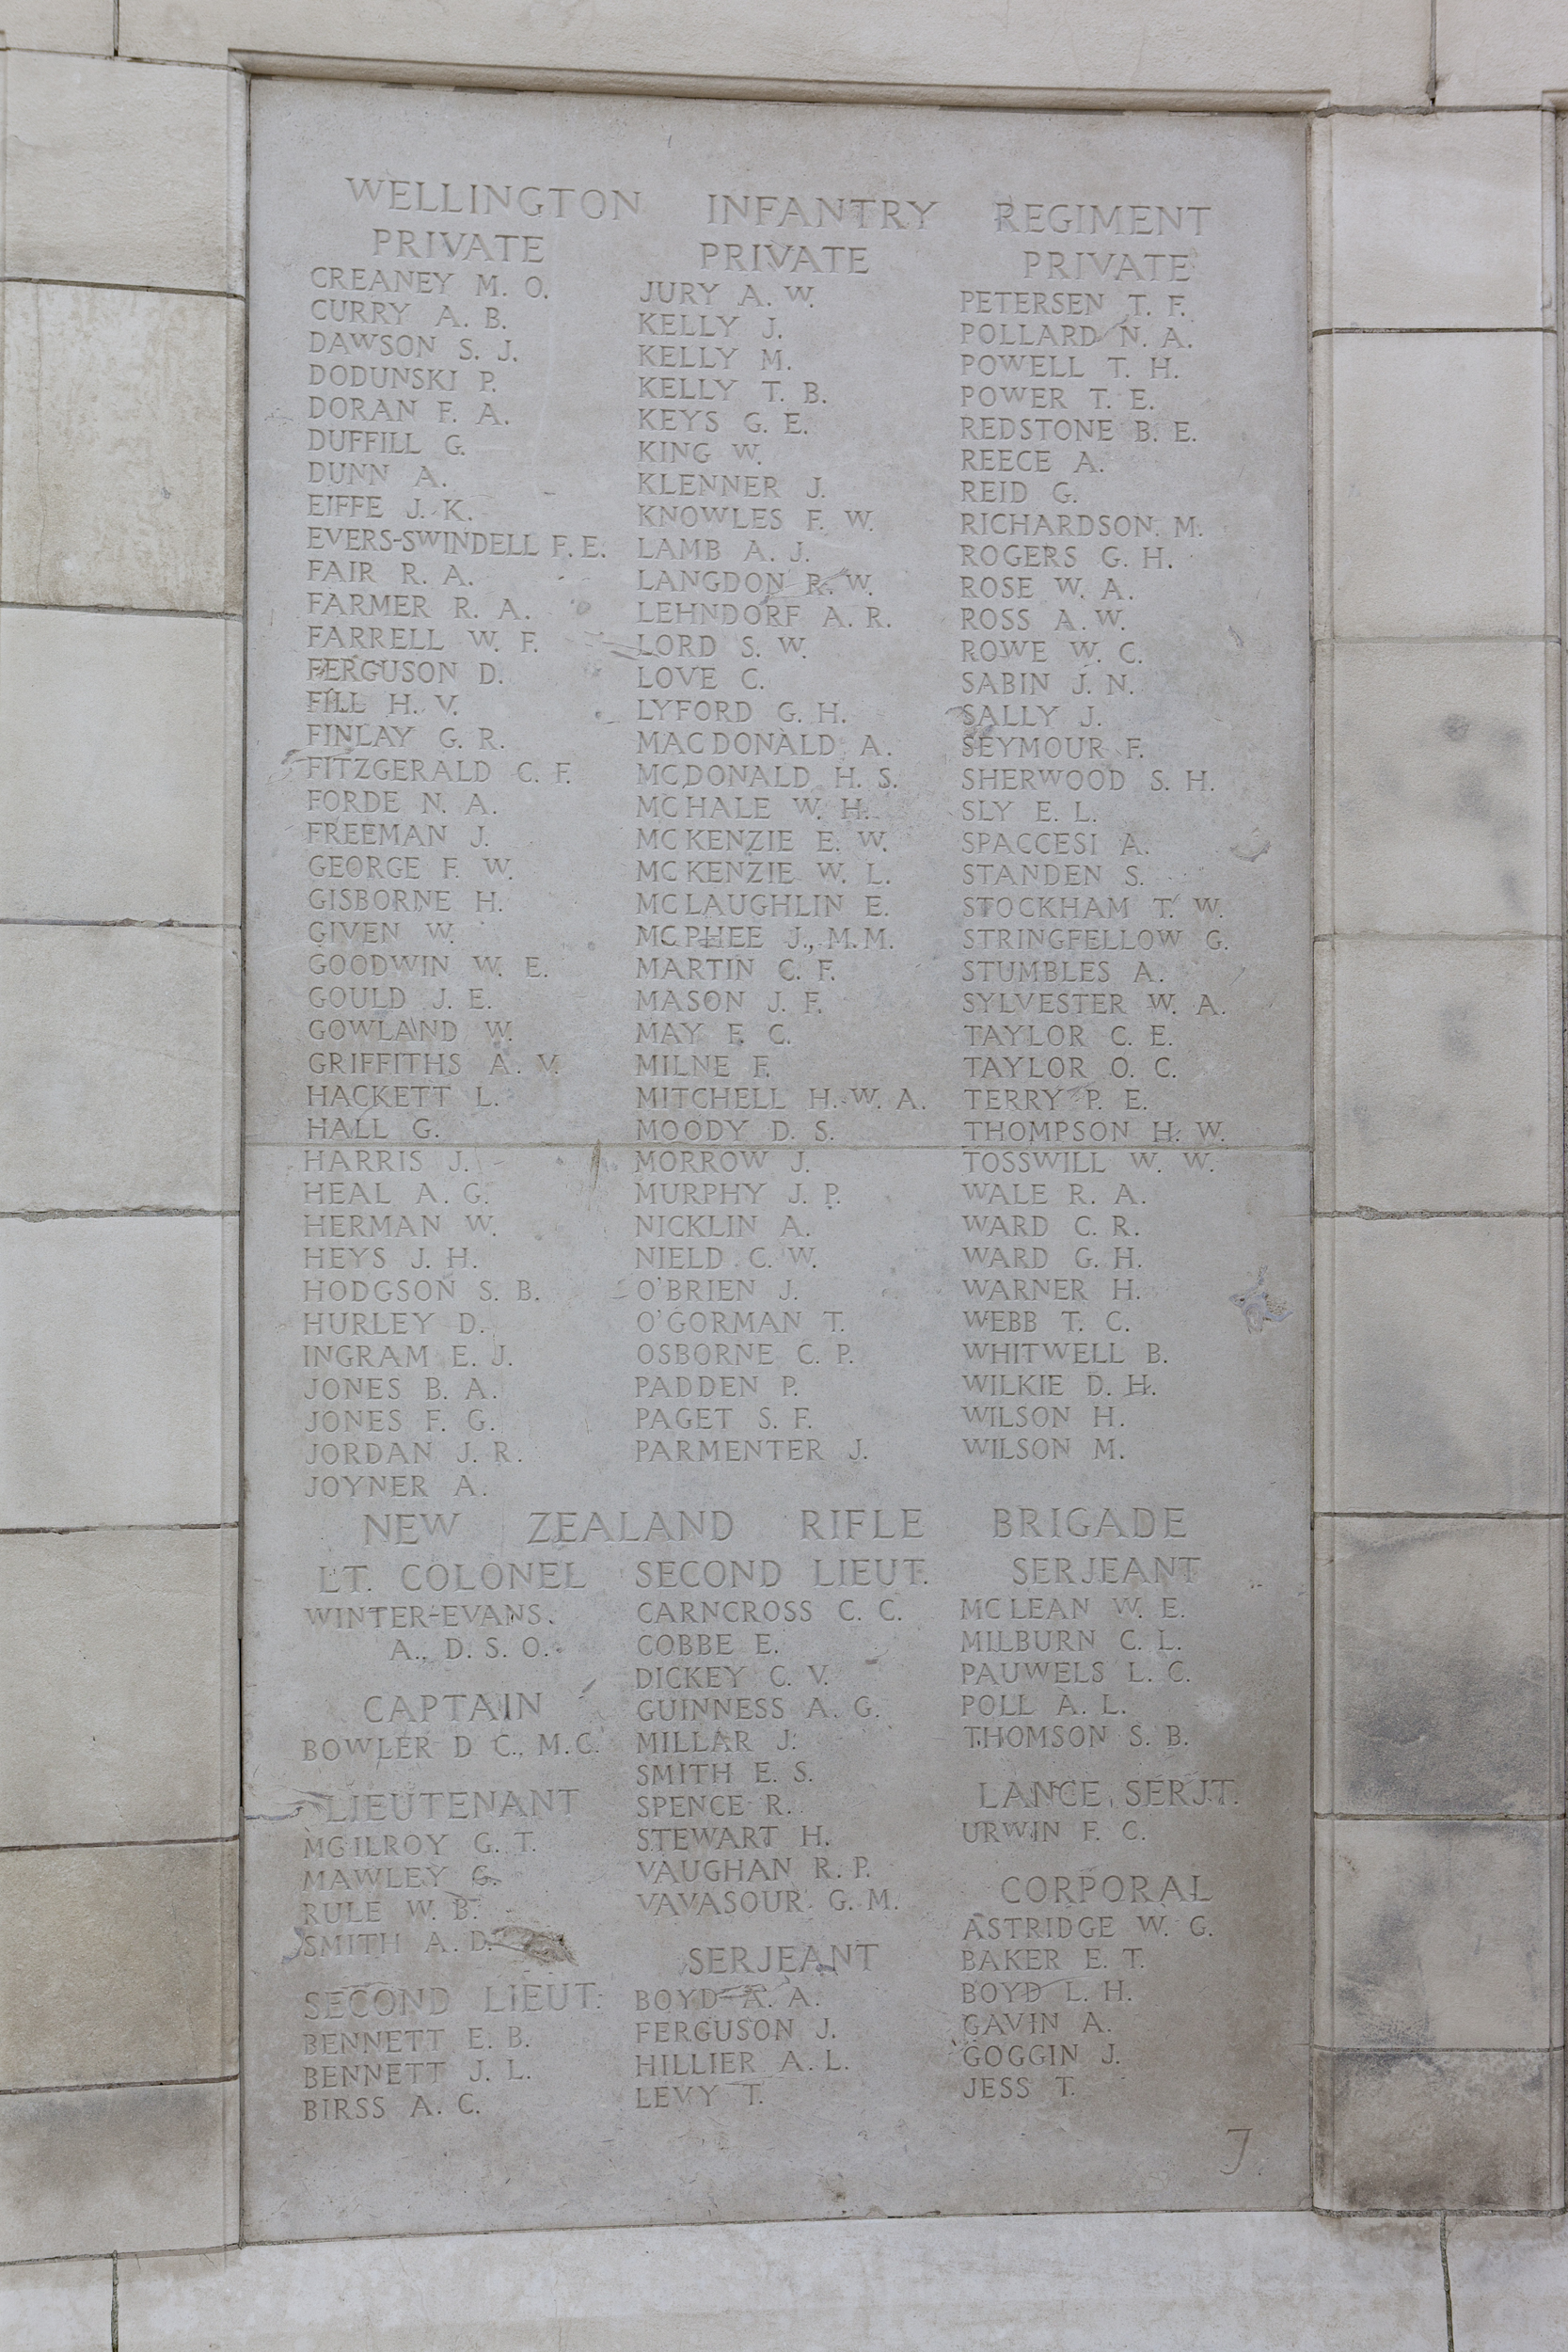 WELLINGTON INFANTRY REGIMENT
PRIVATE
CREANEY M. O.
CURRY A. B.
DAWSON S. J.
DODUNSKI P.
DORAN F. A.
DUFFILL G.
DUNN A.
EIFFE J. K.
EVERS-SWINDELL F. E.
FAIR R. A.
FARMER R. A.
FARRELL W. F.
FERGUSON D.
FILL H. V.
FINLAY G. R.
FITZGERALD C. F.
FORDE N. A.
FREEMAN J.
GEORGE F. W.
GISBORNE H.
GIVEN W.
GOODWIN W. E.
GOULD J. E.
GOWLAND W.
GRIFFITHS A. V.
HACKETT L.
HALL G.
HARRIS J.
HEAL A. G.
HERMAN W.
HEYS J. H.
HODGSON S. B.
HURLEY D.
INGRAM E. J.
JONES B. A.
JONES F. G.
JORDAN J. R.
JOYNER A.
PRIVATE
JURY A. W.
KELLY J.
KELLY M.
KELLY T. B.
KEYS G. E.
KING W.
KLENNER J.
KNOWLES F. W.
LAMB A. J.
LANGDON R. W.
LEHNDORF A. R.
LORD S. W.
LOVE C.
LYFORD G. H.
MACDONALD A.
MCDONALD H. S.
MCHALE W. H.
MCKENZIE E. W.
MCKENZIE W. L.
MCLAUGHLIN E.
MCPHEE J., M.M.
MARTIN C. F.
MASON J. F.
MAY F. C.
MILNE F.
MITCHELL H. W. A.
MOODY D. S.
MORROW J.
MURPHY J. P.
NICKLIN A.
NIELD C. W.
O'BRIEN J.
O'GORMAN T.
OSBORNE C. P.
PADDEN P.
PAGET S. F.
PARMENTER J.
PRIVATE
PETERSEN T. F.
POLLARD N. A.
POWELL T. H.
POWER T. E.
REDSTONE B. E.
REECE A.
REID G.
RICHARDSON M.
ROGERS G. H.
ROSE W. A.
ROSS A. W.
ROWE W. C.
SABIN J. N.
SALLY J.
SEYMOUR F.
SHERWOOD S. H.
SLY E. L.
SPACCESI A.
STANDEN S.
STOCKHAM T. W.
STRINGFELLOW G.
STUMBLES A.
SYLVESTER W. A.
TAYLOR C. E.
TAYLOR O. C.
TERRY P. E.
THOMPSON H. W.
TOSSWILL W. W.
WALE R. A.
WARD C. R.
WARD G. H.
WARNER H.
WEBB T. C.
WHITWELL B.
WILKIE D. H.
WILSON H.
WILSON M.
NEW ZEALAND RIFLE BRIGADE
LT. COLONEL
WINTER-EVANS.
A., D. S. O.
CAPTAIN
BOWLER D C., M.C.
LIEUTENANT
MCILROY G. T.
MAWLEY G.
RULE W. B.
SMITH A. D.
SECOND LIEUT.
BENNETT E. B.
BENNETT J. L.
BIRSS A. C.
SECOND LIEUT.
CARNCROSS C. C.
COBBE E.
DICKEY C. V.
GUINNESS A. G.
MILLAR J.
SMITH E. S.
SPENCE R.
STEWART H.
VAUGHAN R. P.
VAVASOUR G. M.
SERJEANT
BOYD A. A.
FERGUSON J.
HILLIER A. L.
LEVY T.
SERJEANT
MCLEAN W. E.
MILBURN C. L.
PAUWELS L. C.
POLL A. L.
THOMSON S. B.
LANCE SERJT.
URWIN F. C.
CORPORAL
ASTRIDGE W. G.
BAKER E. T.
BOYD L. H.
GAVIN A.
GOGGIN J.
JESS T.
J.